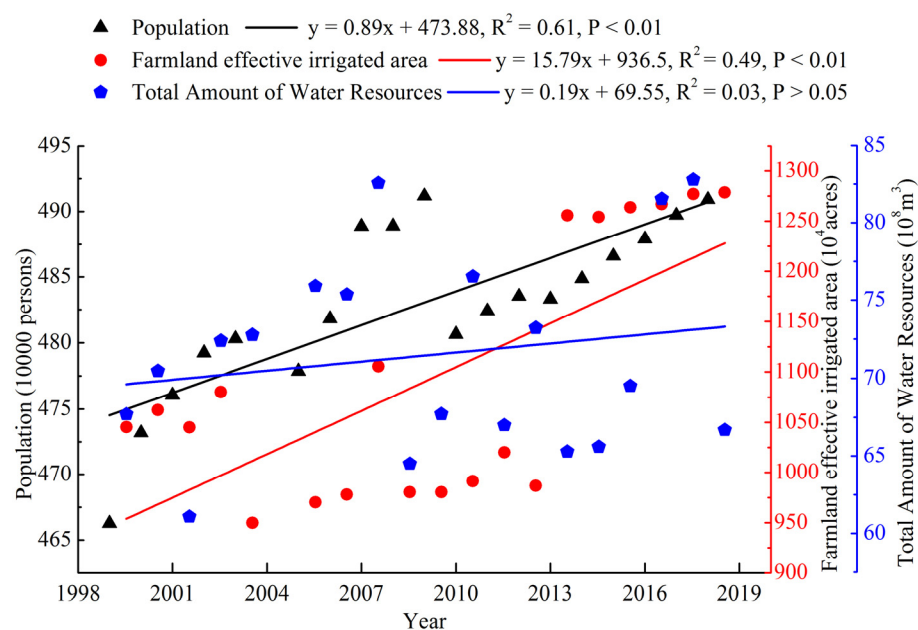 Population y = 0.89x + 473.88, R² = 0.61, P < 0.01
Farmland effective irrigated area y = 15.79x + 936.5, R² = 0.49, P < 0.01
Total Amount of Water Resources y = 0.19x + 69.55, R² = 0.03, P > 0.05
Population (10000 persons)
495
490
485
480
475
470
465
Farmland effective irrigated area (10⁴acres)
1300
1250
1200
1150
1100
1050
1000
950
900
Total Amount of Water Resources (10⁸m³)
85
80
75
70
65
60
1998 2001 2004 2007 2010 2013 2016 2019
Year